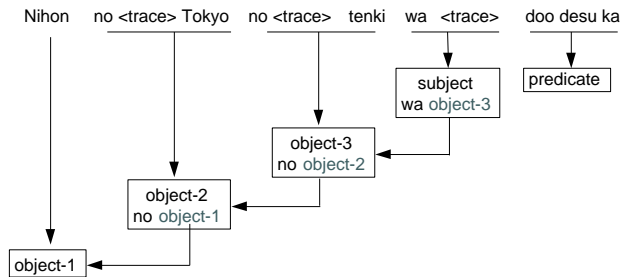 Nihon no <trace> Tokyo no <trace> tenki wa <trace> doo desu ka
subject
wa object-3
predicate
object-3
no object-2
object-2
no object-1
object-1